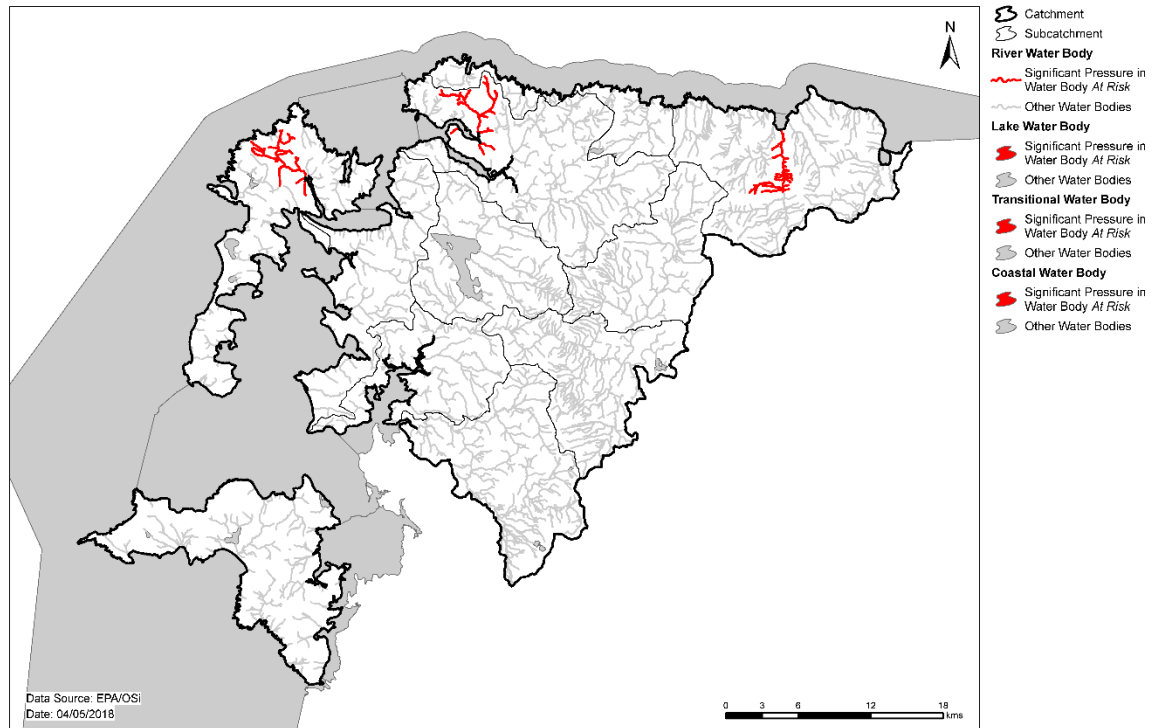 N
Catchment
Subcatchment
River Water Body
Significant Pressure in
Water Body At Risk
Other Water Bodies
Lake Water Body
Significant Pressure in
Water Body At Risk
Other Water Bodies
Transitional Water Body
Significant Pressure in
Water Body At Risk
Other Water Bodies
Coastal Water Body
Significant Pressure in
Water Body At Risk
Other Water Bodies
Data Source: EPA/OSi
Date: 04/05/2018
0 3 6 12 18
kms